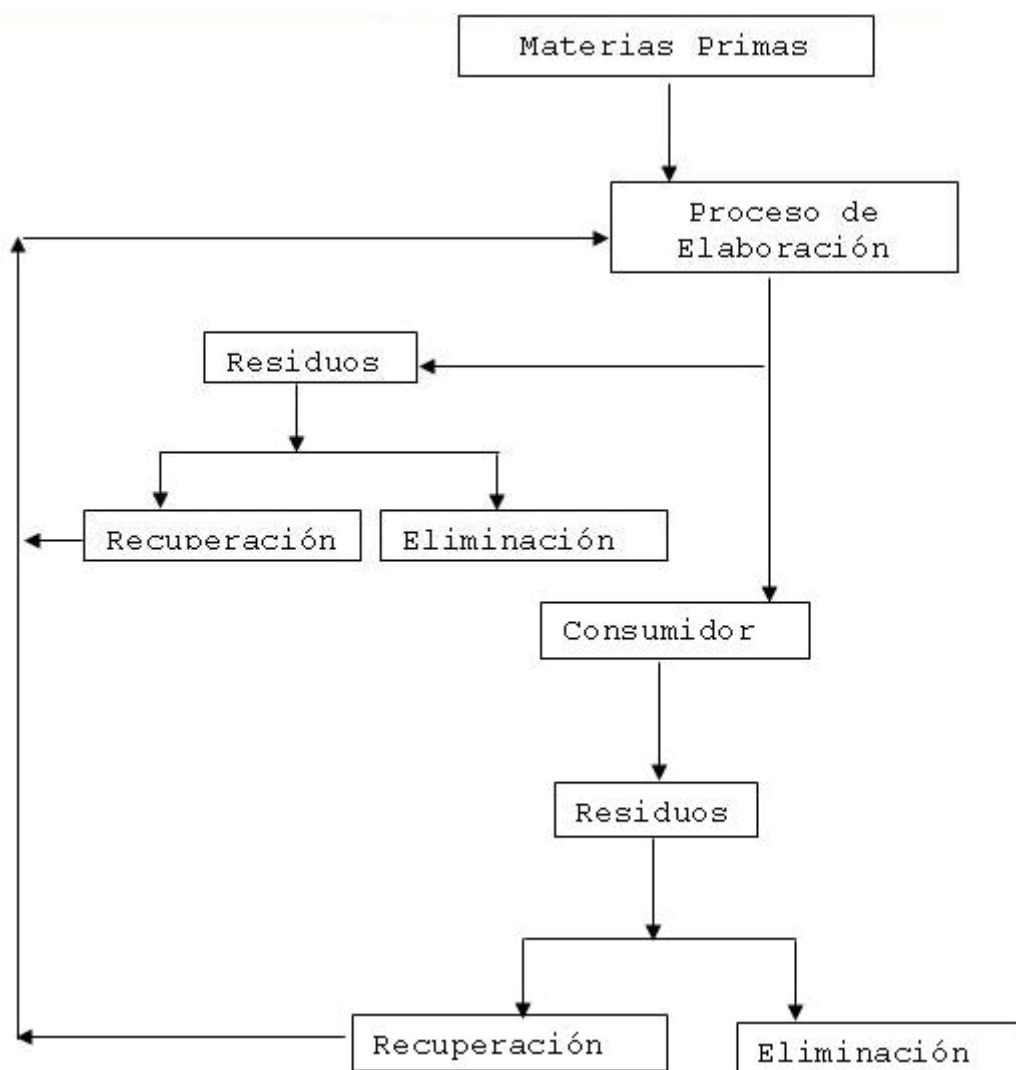 Materias Primas
Proceso de
Elaboración
Residuos
Recuperación
Eliminación
Consumidor
Residuos
Recuperación
Eliminación